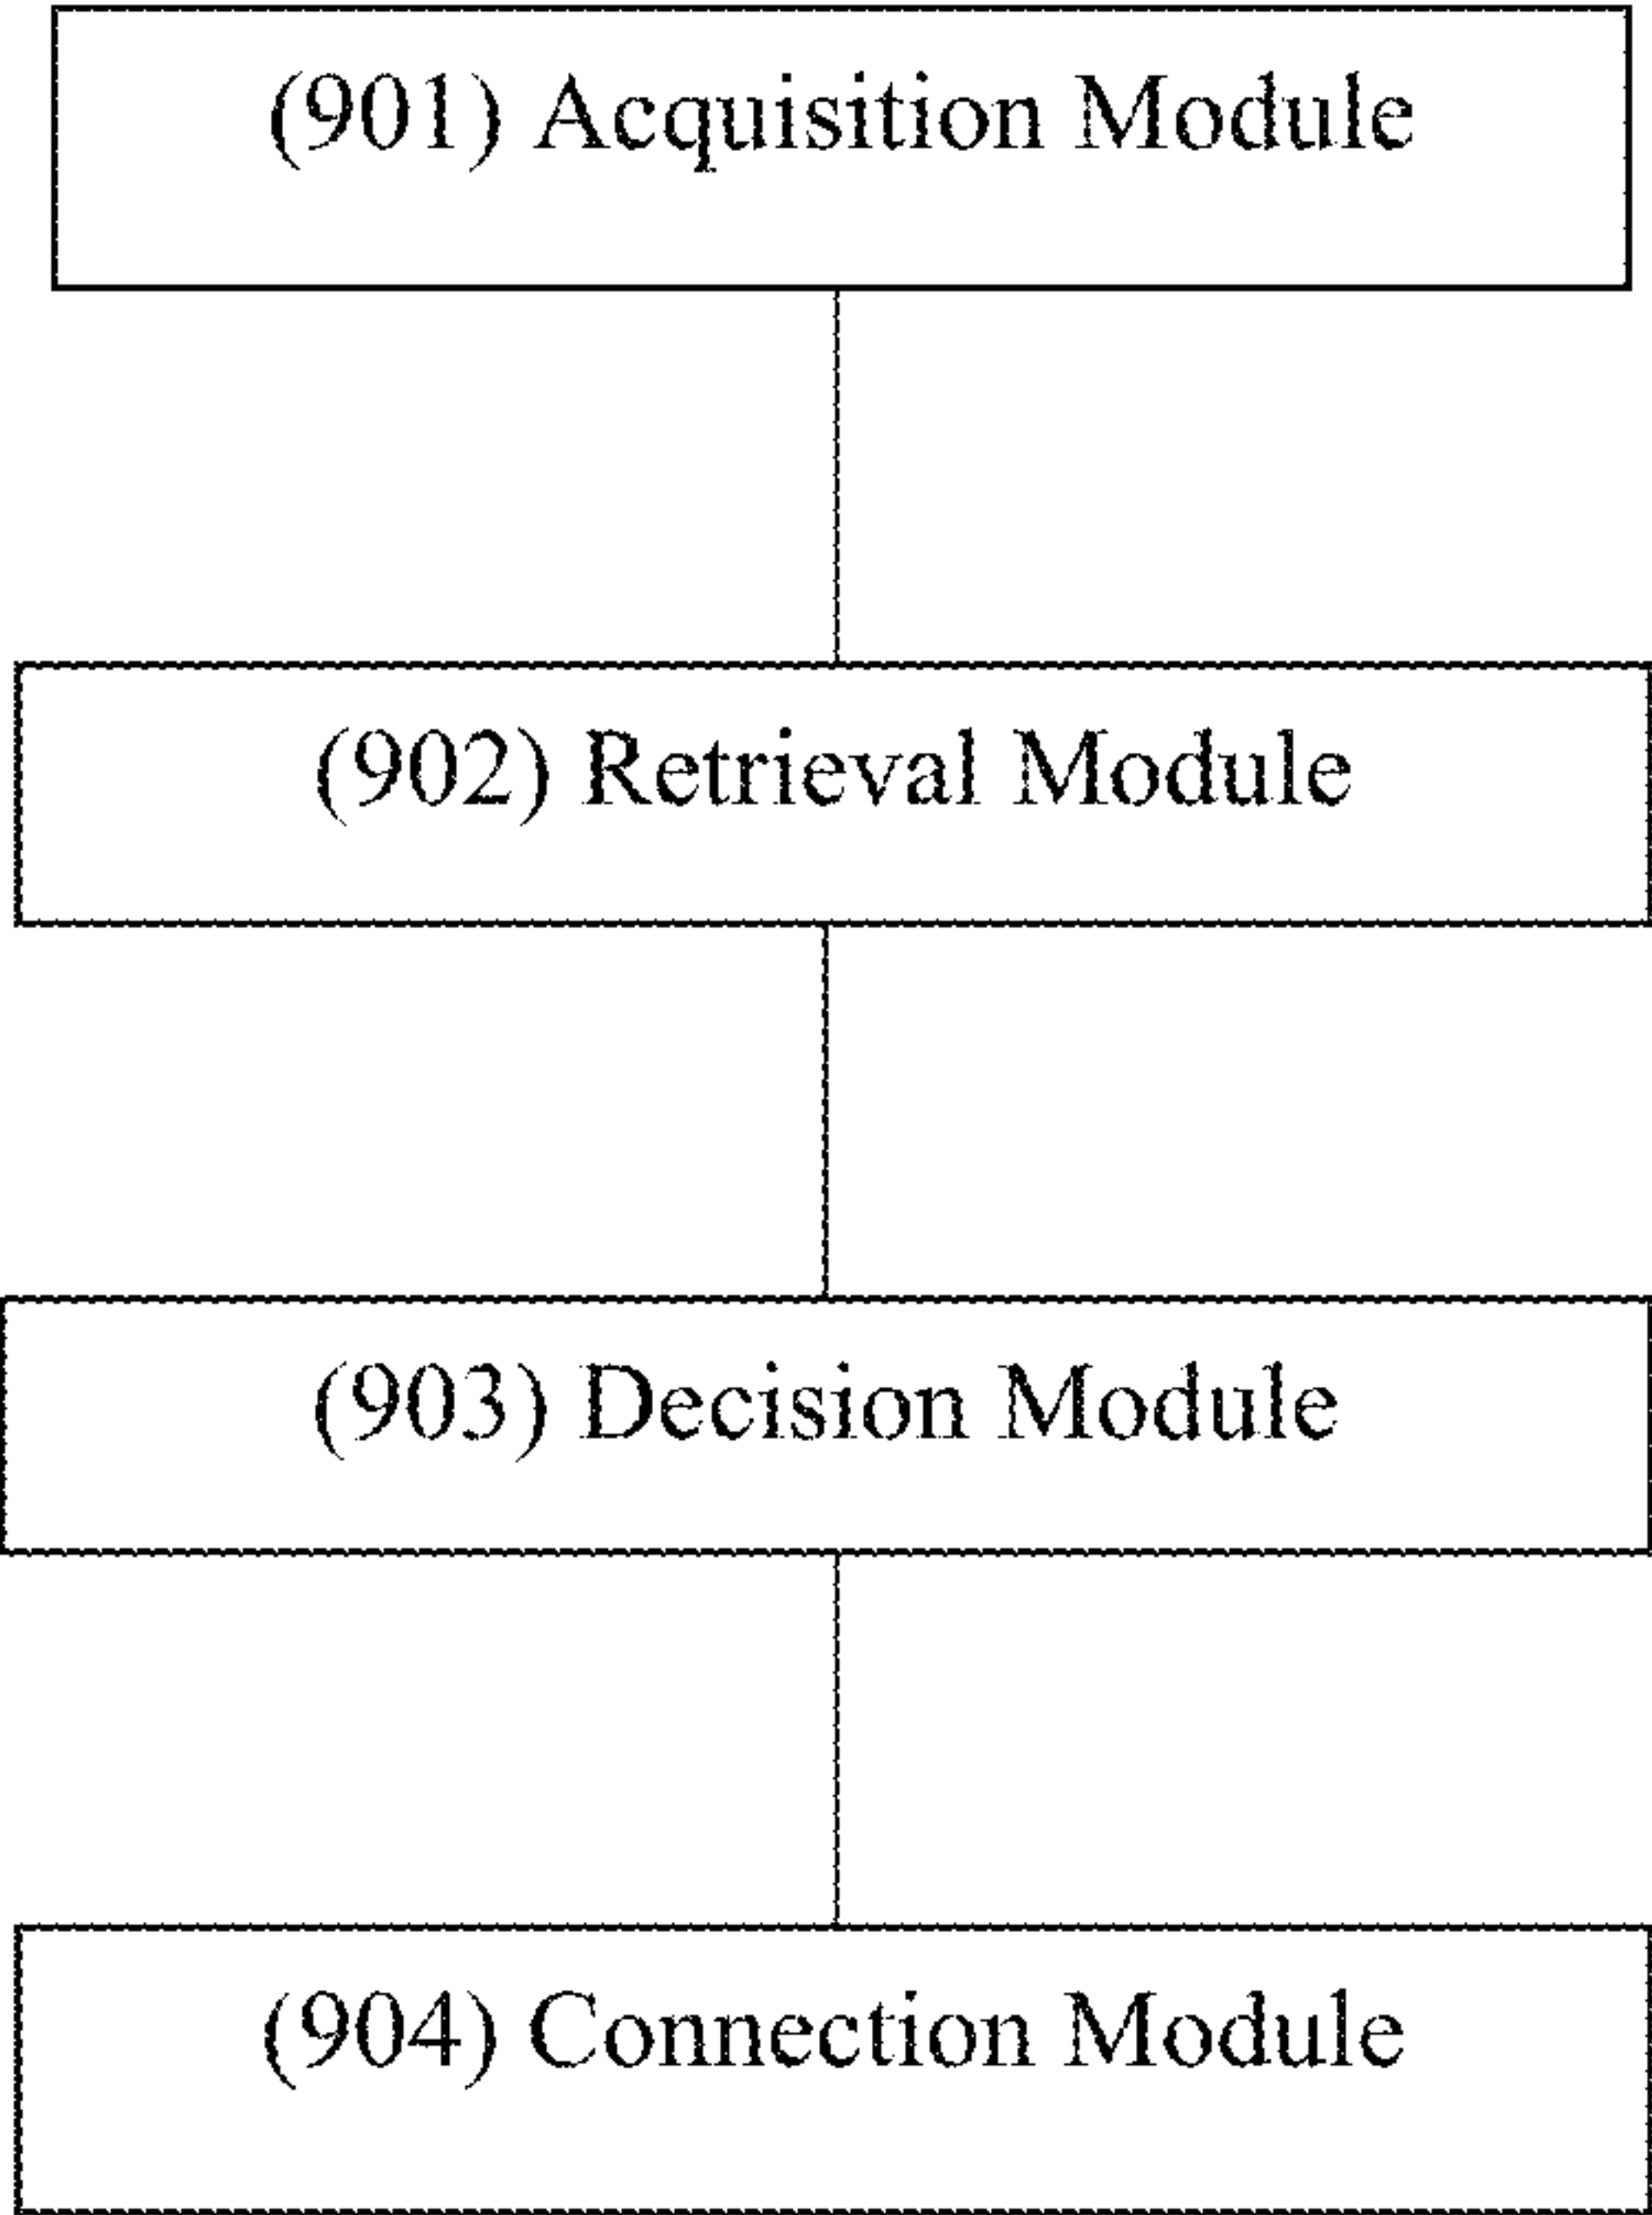 (901) Acquisition Module
(902) Retrieval Module
(903) Decision Module
(904) Connection Module